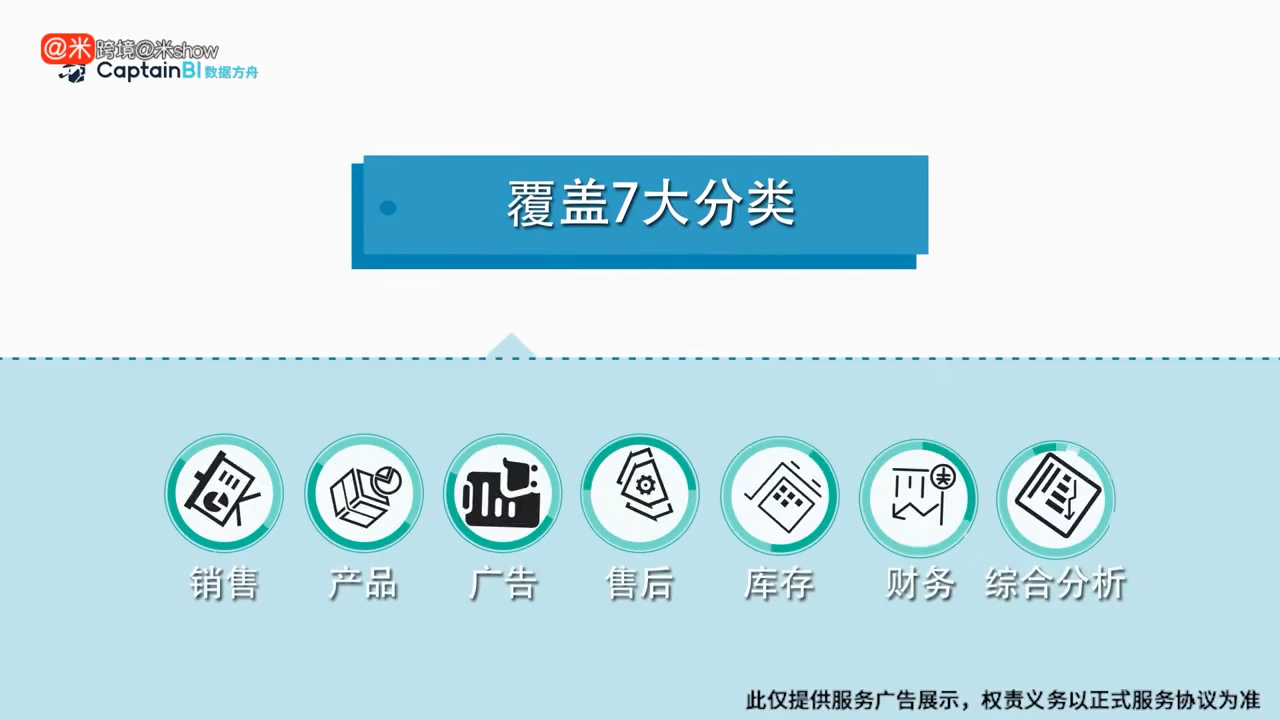 @米 跨境@米show
CaptainBI 数据方舟
覆盖7大分类
销售 产品 广告 售后 库存 财务 综合分析
此仅提供服务广告展示，权责义务以正式服务协议为准